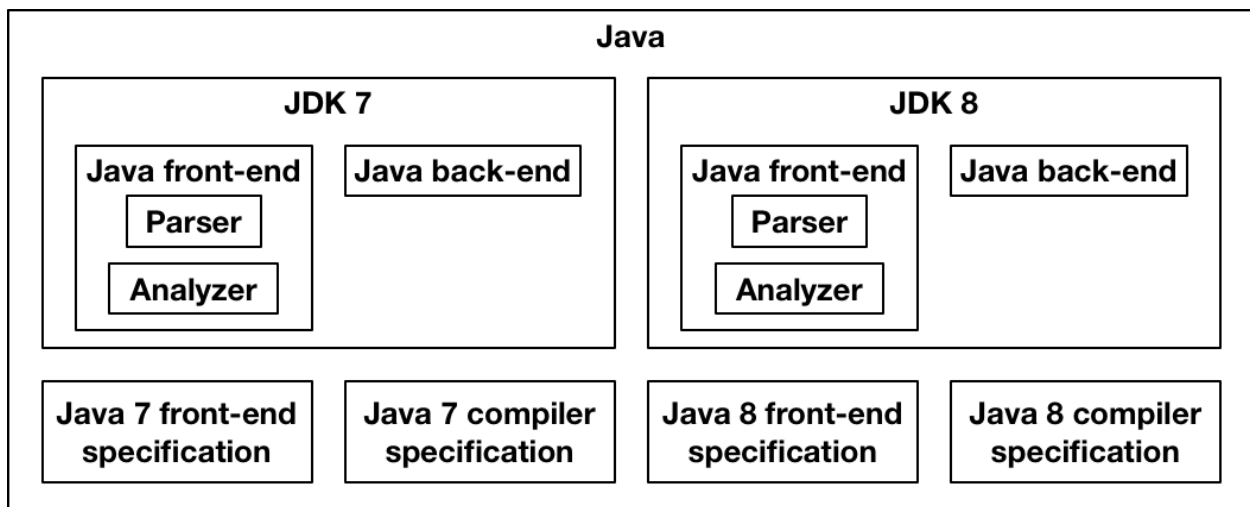 Java
JDK 7
Java front-end
Parser
Analyzer
Java back-end
JDK 8
Java front-end
Parser
Analyzer
Java back-end
Java 7 front-end
specification
Java 7 compiler
specification
Java 8 front-end
specification
Java 8 compiler
specification